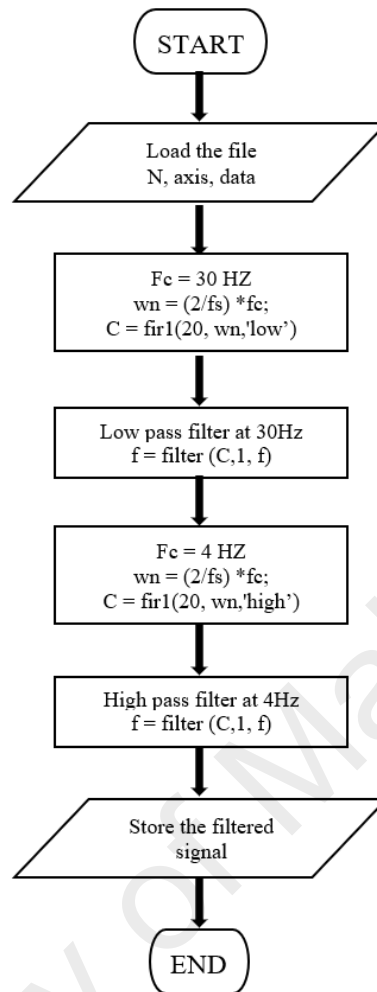 START
Load the file
N, axis, data
Fc = 30 HZ
wn = (2/fs) *fc;
C = fir1(20, wn,'low’)
Low pass filter at 30Hz
f = filter (C,1, f)
Fc = 4 HZ
wn = (2/fs) *fc;
C = fir1(20, wn,'high’)
High pass filter at 4Hz
f = filter (C,1, f)
Store the filtered
signal
END
y of Ma